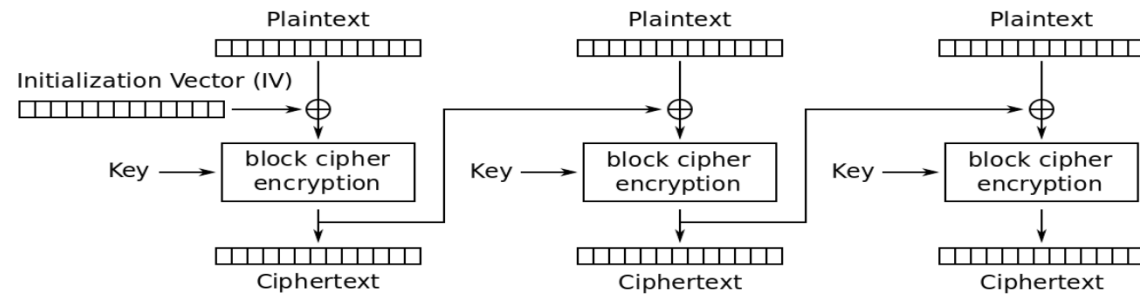 Plaintext
Plaintext
Plaintext
Initialization Vector (IV)
Key
block cipher
encryption
Key
block cipher
encryption
Key
block cipher
encryption
Ciphertext
Ciphertext
Ciphertext